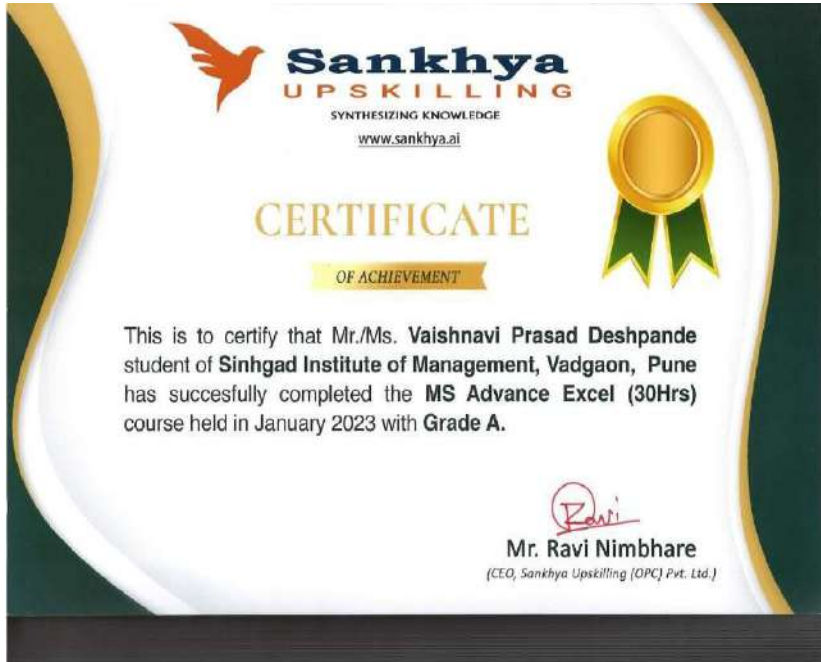 Sankhya
UPSKILLING
SYNTHESIZING KNOWLEDGE
www.sankhya.ai
CERTIFICATE
OF ACHIEVEMENT
This is to certify that Mr./Ms. Vaishnavi Prasad Deshpande
student of Sinhgad Institute of Management, Vadgaon, Pune
has succesfully completed the MS Advance Excel (30Hrs)
course held in January 2023 with Grade A.
Ravi
Mr. Ravi Nimbhare
(CEO, Sankhya Upskilling (OPC) Pvt. Ltd.)